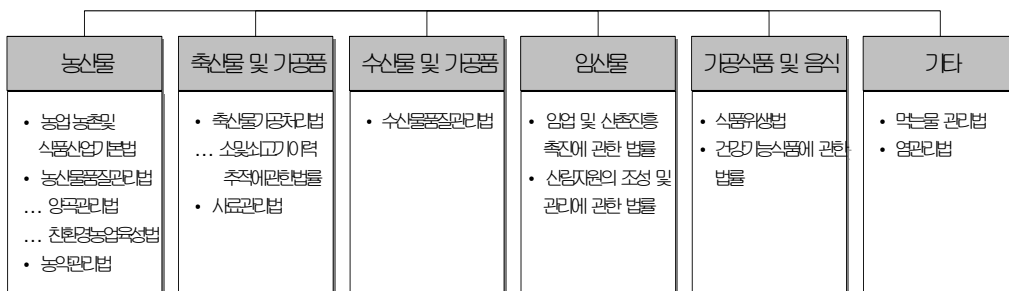 농산물
• 농업 농촌및
식품산업기본법
• 농산물품질관리법
… 양곡관리법
… 친환경농업육성법
• 농약관리법
축산물 및 가공품
• 축산물가공처리법
… 소및쇠고기이력
추적에관한법률
• 사료관리법
수산물 및 가공품
• 수산물품질관리법
임산물
• 임업 및 산촌진흥
촉진에 관한 법률
• 산림자원의 조성 및
관리에 관한 법률
가공식품 및 음식
• 식품위생법
• 건강기능식품에 관한
법률
기타
• 먹는물 관리법
• 염관리법